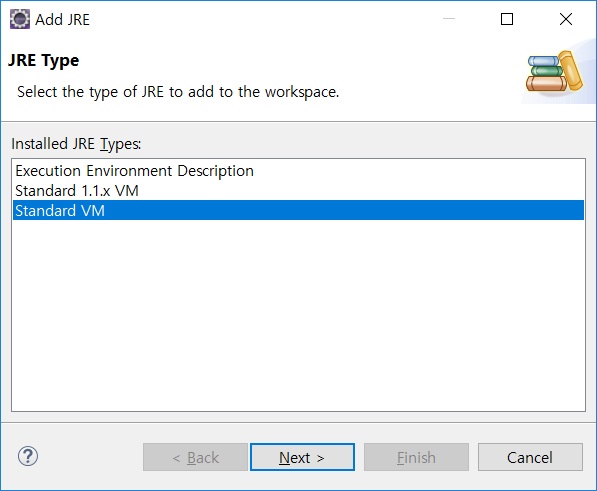 Add JRE
JRE Type
Select the type of JRE to add to the workspace.
Installed JRE Types:
Execution Environment Description
Standard 1.1.x VM
Standard VM
?
< Back
Next >
Finish
Cancel